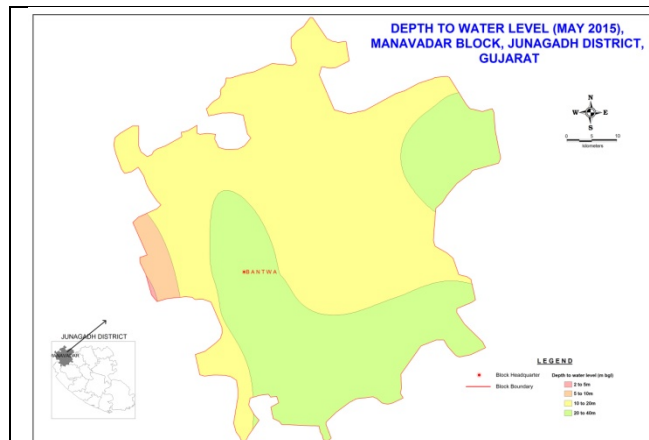 DEPTH TO WATER LEVEL (MAY 2015),
MANAVADAR BLOCK, JUNAGADH DISTRICT,
GUJARAT
N
W E
S
0 5 10
kilometers
BANTWA
JUNAGADH DISTRICT
MANAVADAR
LEGEND
Block Headquarter
Block Boundary
Depth to water level (m bgl)
2 to 5m
5 to 10m
10 to 20m
20 to 40m